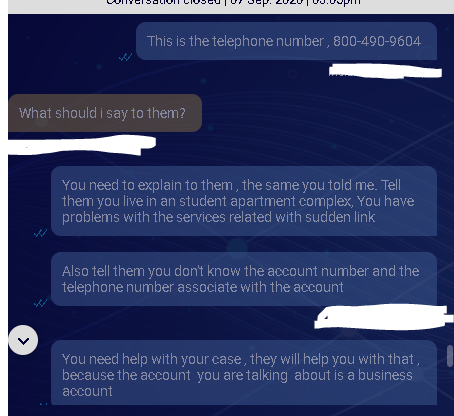 Conversation closed | 07 Sep. 2020 | 03:05pm
This is the telephone number , 800-490-9604
What should i say to them?
You need to explain to them , the same you told me. Tell
them you live in an student apartment complex, You have
problems with the services related with sudden link
Also tell them you don't know the account number and the
telephone number associate with the account
You need help with your case , they will help you with that ,
because the account you are talking about is a business
account